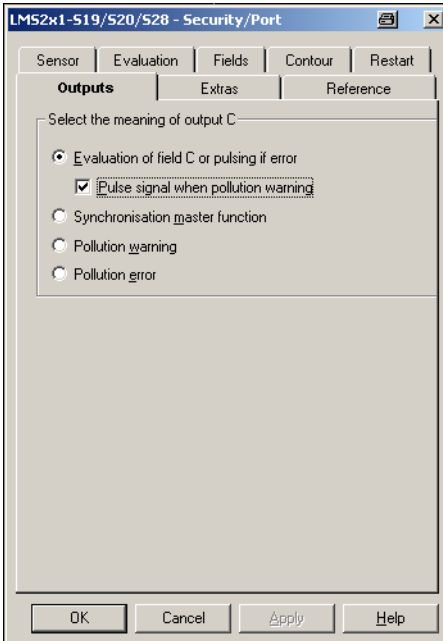 LMS2x1-S19/S20/S28 - Security/Port
Sensor Evaluation Fields Contour Restart
Outputs Extras Reference
Select the meaning of output C
Evaluation of field C or pulsing if error
Pulse signal when pollution warning
Synchronisation master function
Pollution warning
Pollution error
OK Cancel Apply Help